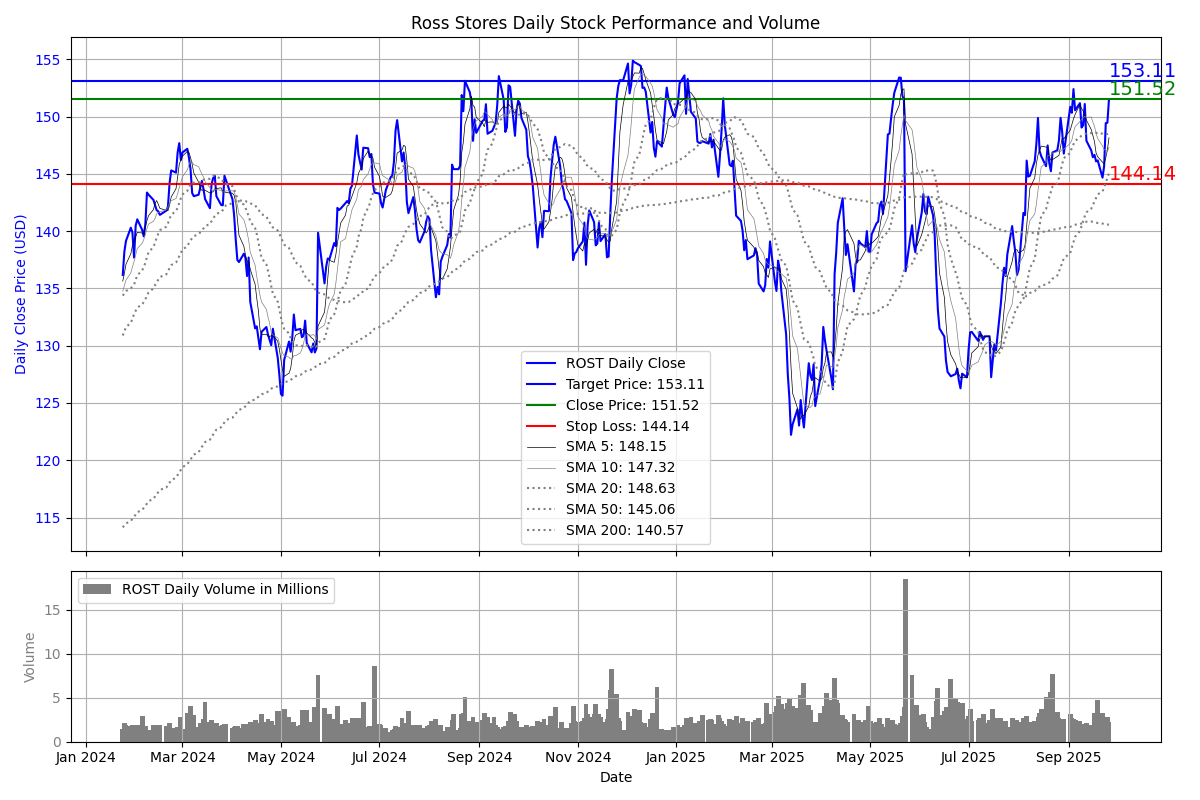 Ross Stores Daily Stock Performance and Volume
Daily Close Price (USD)
155
150
145
140
135
130
125
120
115
153.11
151.52
144.14
ROST Daily Close
Target Price: 153.11
Close Price: 151.52
Stop Loss: 144.14
SMA 5: 148.15
SMA 10: 147.32
SMA 20: 148.63
SMA 50: 145.06
SMA 200: 140.57
ROST Daily Volume in Millions
Volume
15
10
5
0
Jan 2024 Mar 2024 May 2024 Jul 2024 Sep 2024 Nov 2024 Jan 2025 Mar 2025 May 2025 Jul 2025 Sep 2025
Date